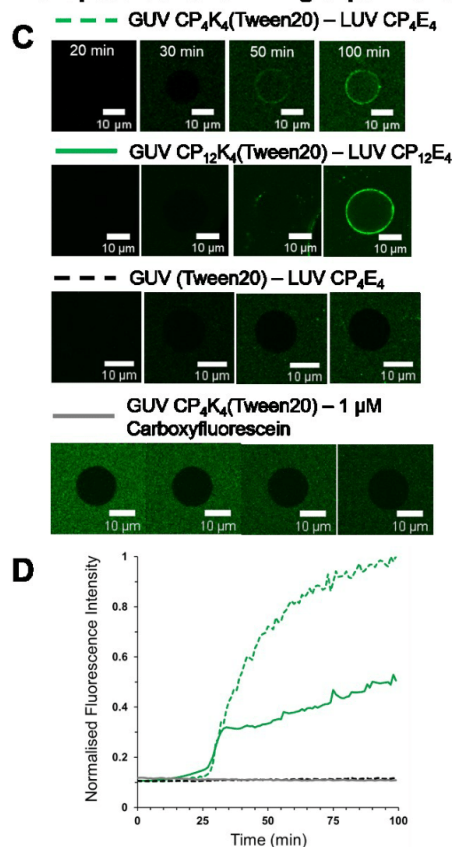 C
GUV CP₄K₄(Tween20) – LUV CP₄E₄
20 min 30 min 50 min 100 min
10 µm 10 µm 10 µm 10 µm
GUV CP₁₂K₄(Tween20) – LUV CP₁₂E₄
10 µm 10 µm 10 µm 10 µm
GUV (Tween20) – LUV CP₄E₄
10 µm 10 µm 10 µm 10 µm
GUV CP₄K₄(Tween20) – 1 µM
Carboxyfluorescein
10 µm 10 µm 10 µm 10 µm
D
Normalised Fluorescence Intensity
1
0.8
0.6
0.4
0.2
0
0 25 50 75 100
Time (min)